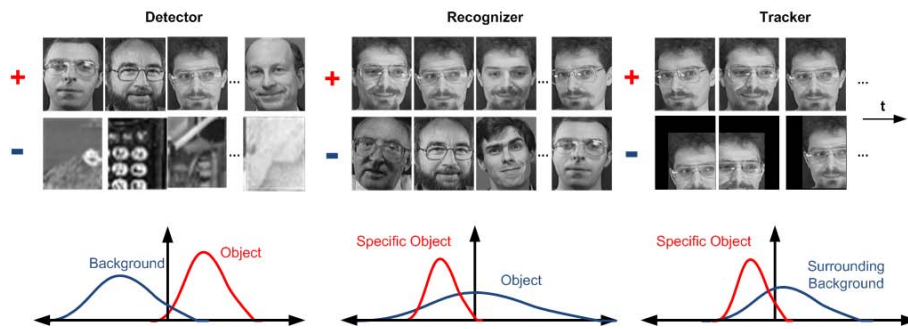 Detector
Recognizer
Tracker
+
+
+
...
...
...
...
t
-
-
-
...
...
...
Background
Object
Specific Object
Object
Specific Object
Surrounding
Background